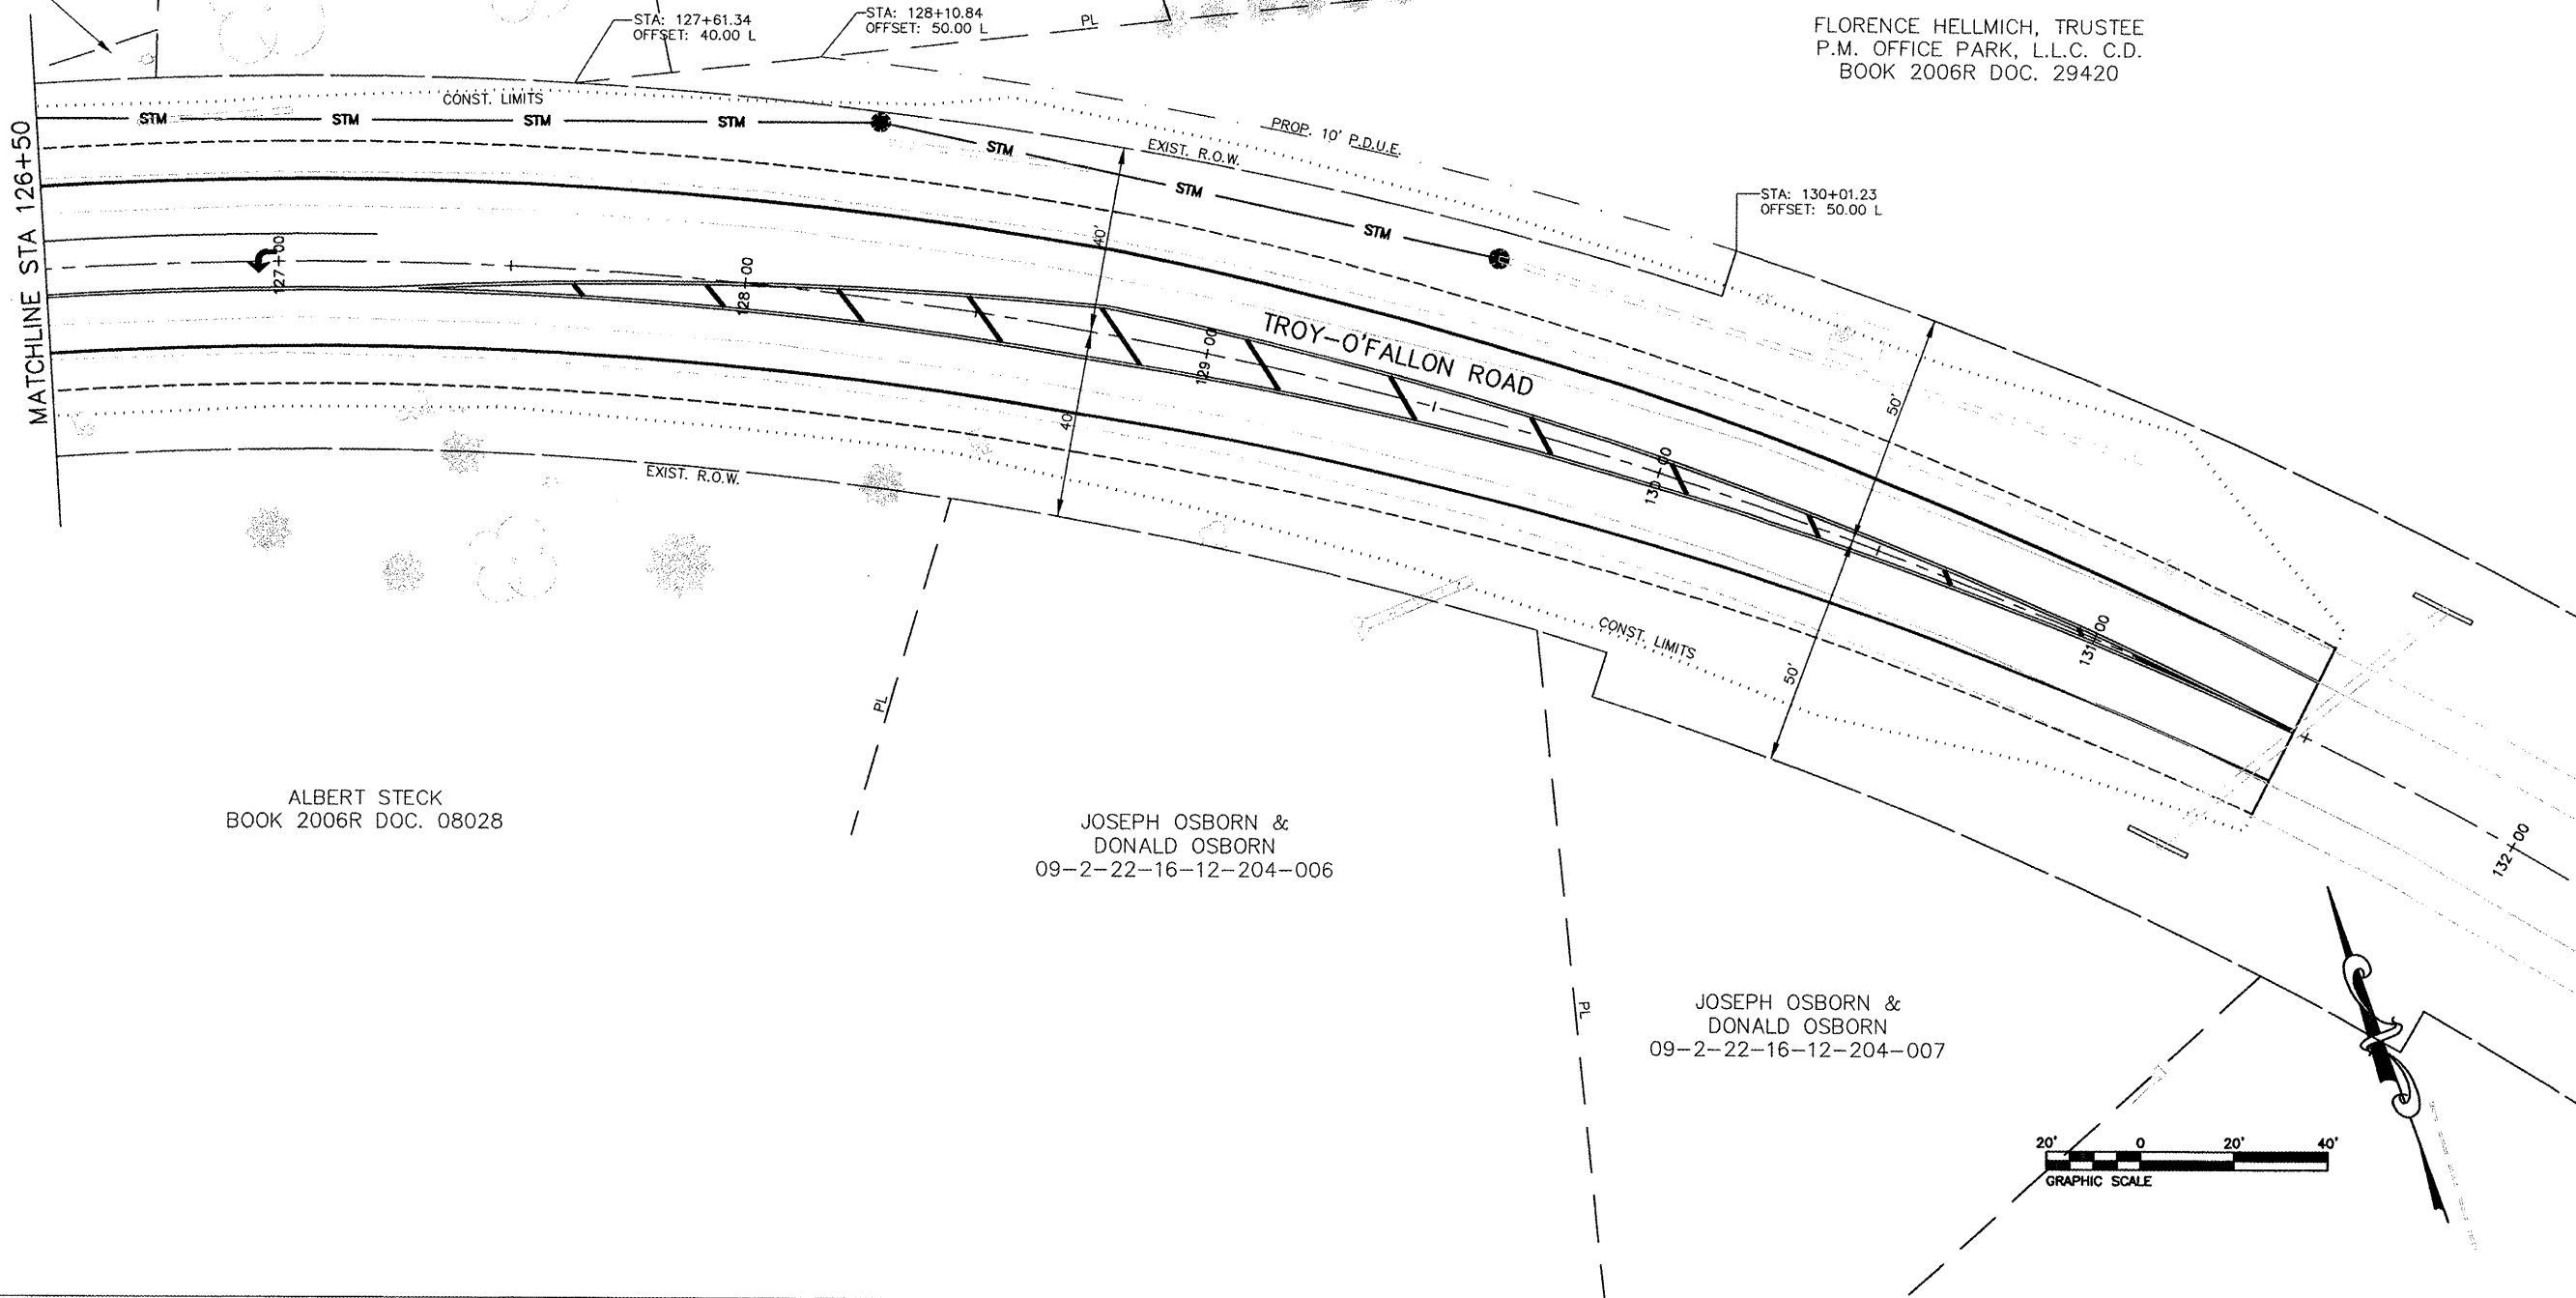 STA: 127+61.34
OFFSET: 40.00 L
STA: 128+10.84
OFFSET: 50.00 L
PL
FLORENCE HELLMICH, TRUSTEE
P.M. OFFICE PARK, L.L.C. C.D.
BOOK 2006R DOC. 29420
CONST. LIMITS
STM
STM
STM
STM
STM
STM
STM
PROP. 10' P.D.U.E.
EXIST. R.O.W.
STA: 130+01.23
OFFSET: 50.00 L
MATCHLINE STA 126+50
127+00
128+00
129+00
130+00
131+00
132+00
40'
40'
50'
50'
TROY-O'FALLON ROAD
EXIST. R.O.W.
CONST. LIMITS
PL
PL
ALBERT STECK
BOOK 2006R DOC. 08028
JOSEPH OSBORN &
DONALD OSBORN
09-2-22-16-12-204-006
JOSEPH OSBORN &
DONALD OSBORN
09-2-22-16-12-204-007
20' 0 20' 40'
GRAPHIC SCALE